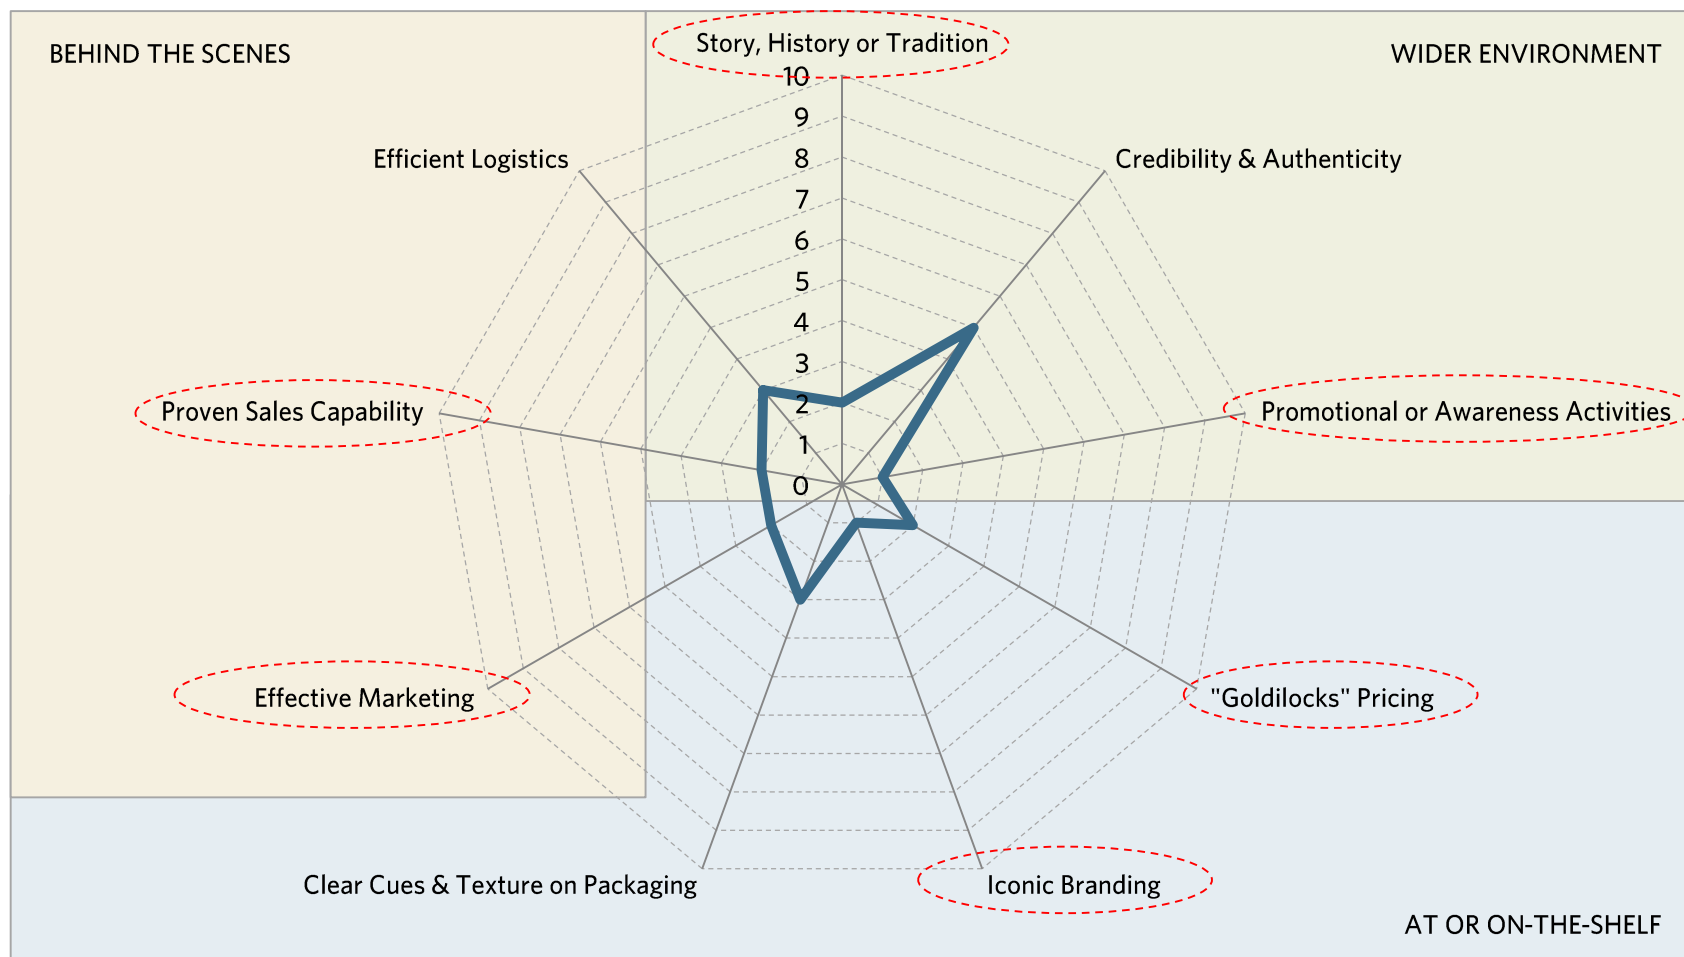 BEHIND THE SCENES
Story, History or Tradition
WIDER ENVIRONMENT
10
9
8
7
6
5
4
3
2
1
0
Efficient Logistics
Credibility & Authenticity
Proven Sales Capability
Promotional or Awareness Activities
Effective Marketing
"Goldilocks" Pricing
Clear Cues & Texture on Packaging
Iconic Branding
AT OR ON-THE-SHELF